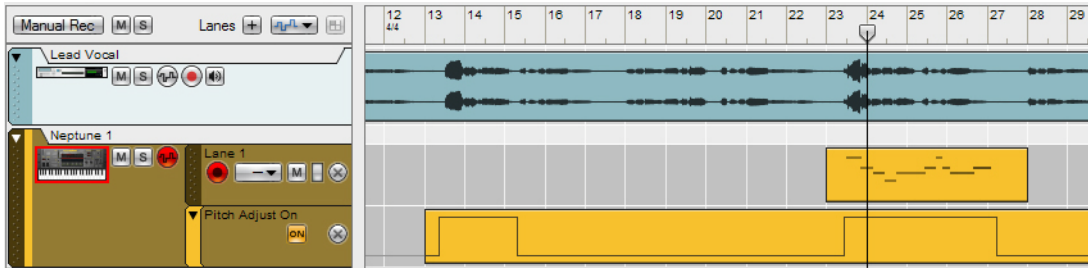 Manual Rec M S Lanes + 12 13 14 15 16 17 18 19 20 21 22 23 24 25 26 27 28 29
4/4
Lead Vocal
M S
Neptune 1
M S Lane 1
M
Pitch Adjust On
ON